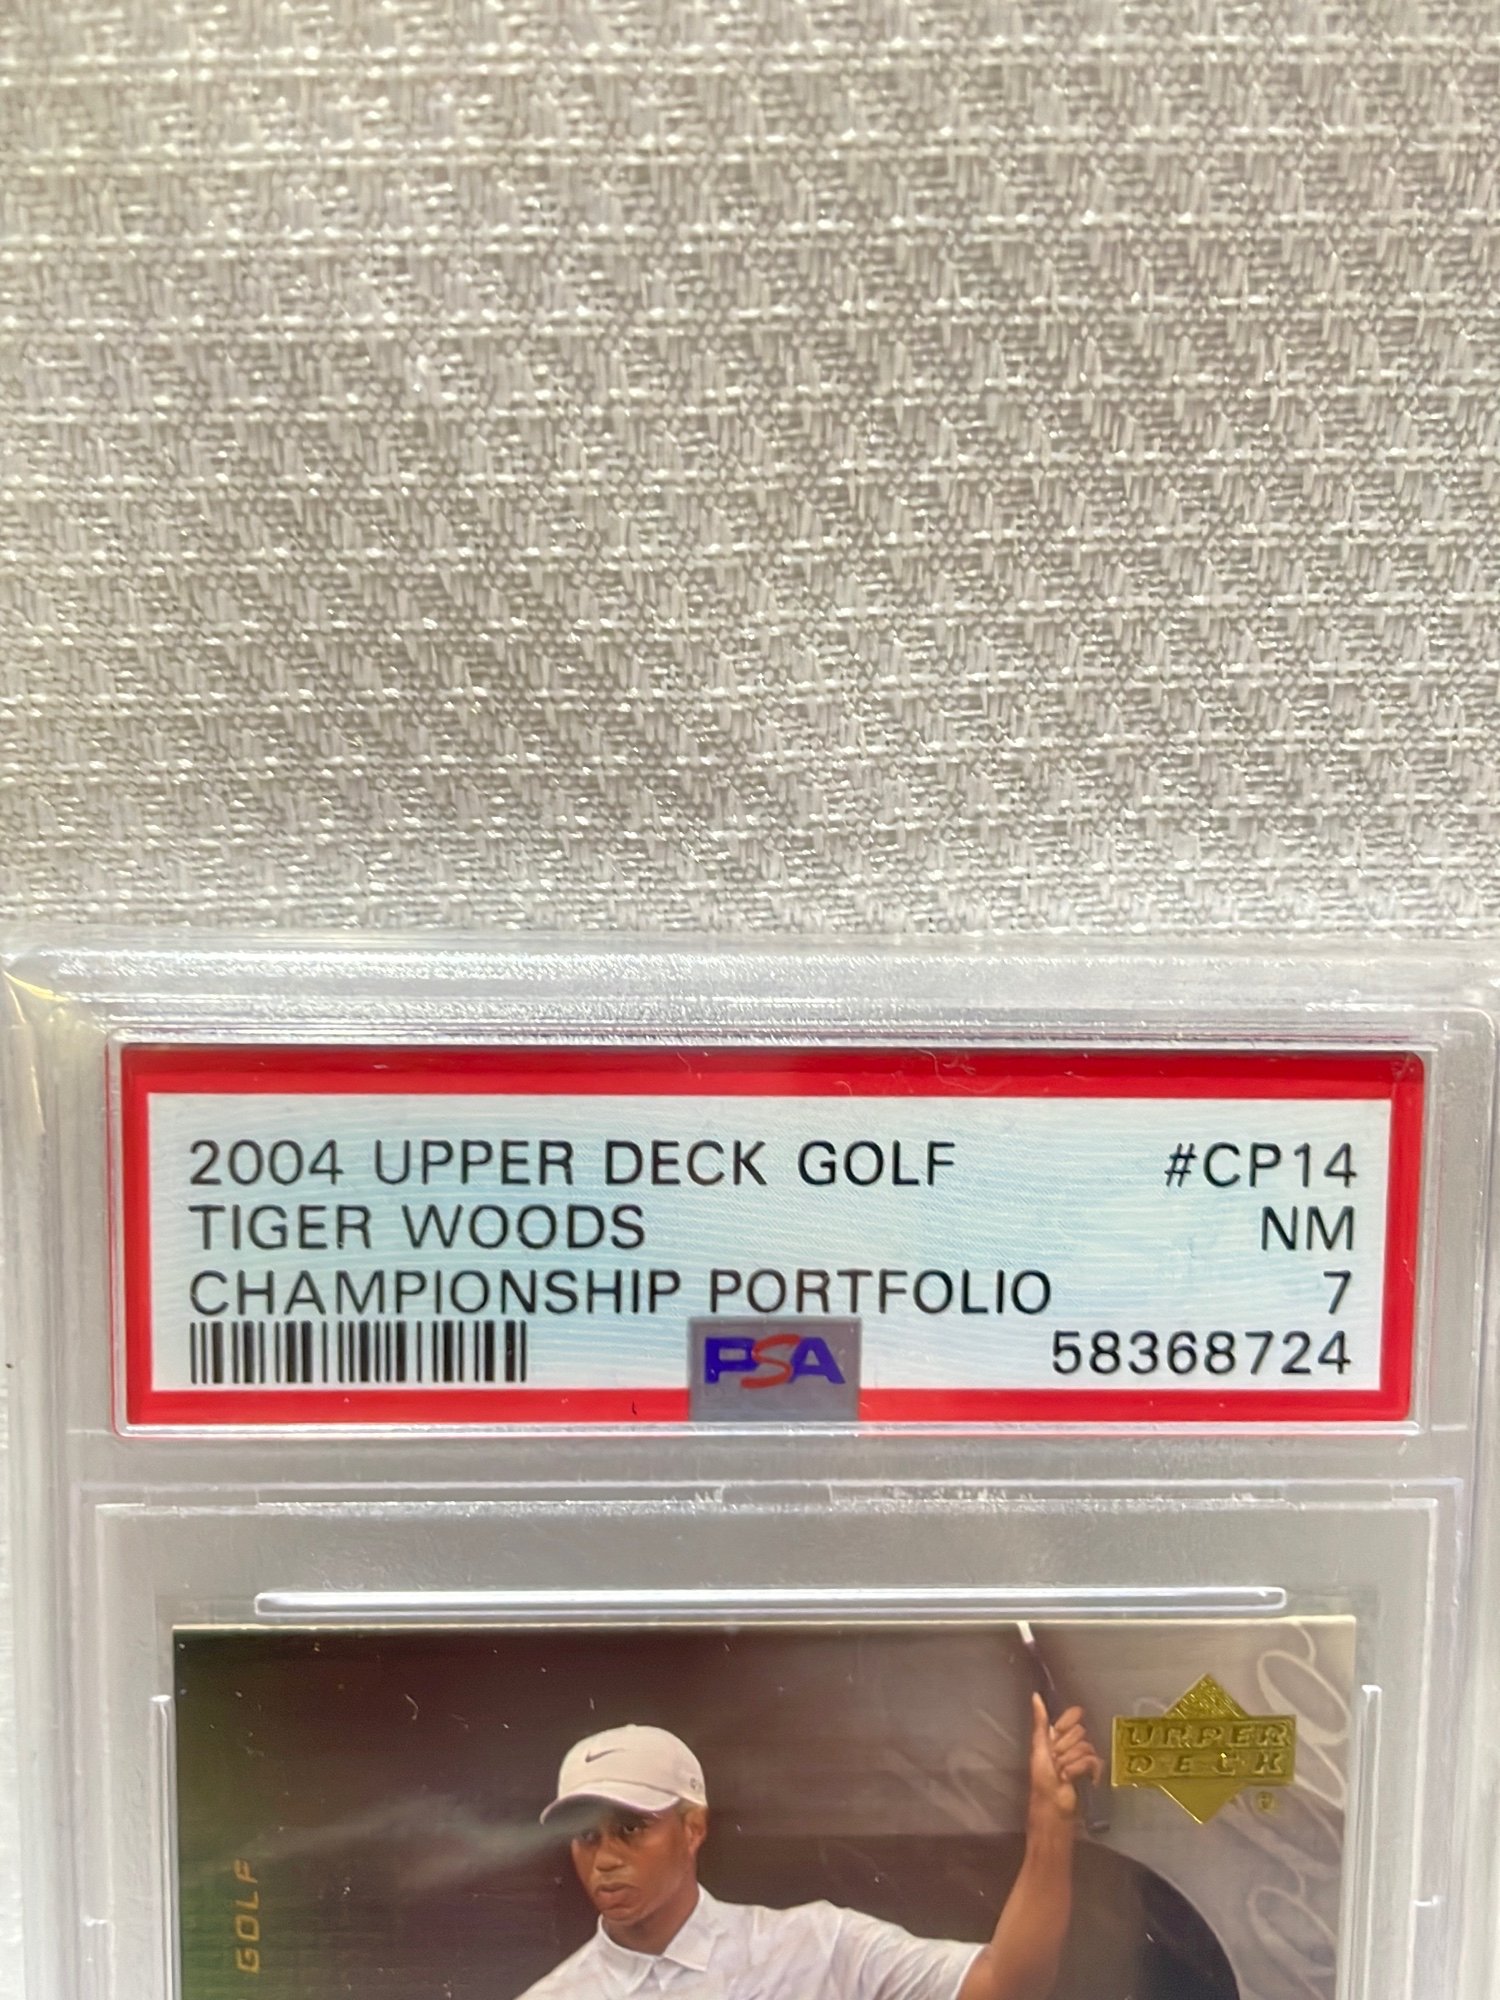 2004 UPPER DECK GOLF #CP14
TIGER WOODS NM
CHAMPIONSHIP PORTFOLIO 7
PSA 58368724
UPPER
DECK
®
GOLF